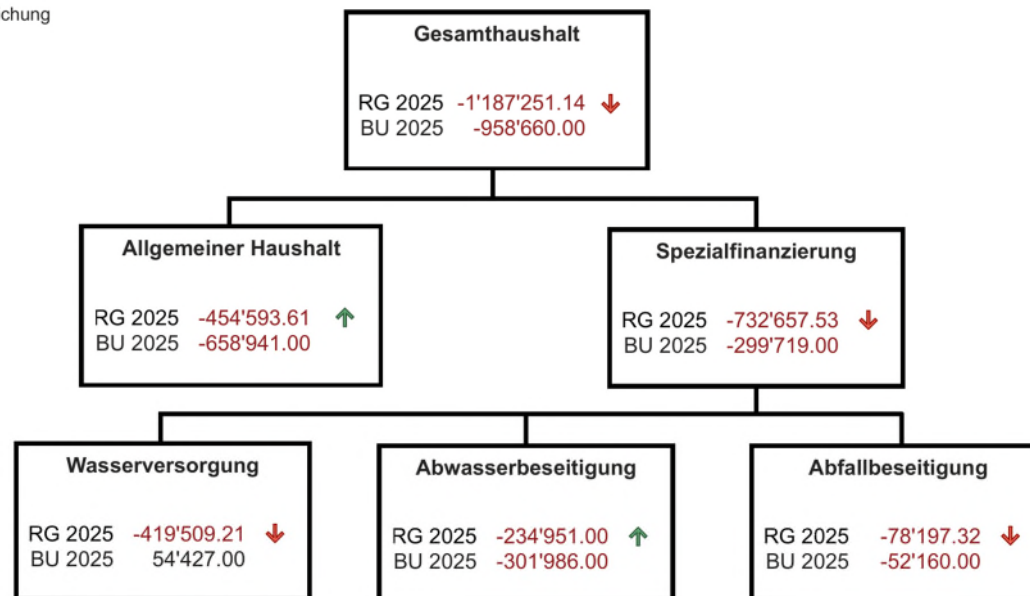 Gesamthaushalt
RG 2025 -1'187'251.14
BU 2025 -958'660.00
Allgemeiner Haushalt
RG 2025 -454'593.61
BU 2025 -658'941.00
Spezialfinanzierung
RG 2025 -732'657.53
BU 2025 -299'719.00
Wasserversorgung
RG 2025 -419'509.21
BU 2025 54'427.00
Abwasserbeseitigung
RG 2025 -234'951.00
BU 2025 -301'986.00
Abfallbeseitigung
RG 2025 -78'197.32
BU 2025 -52'160.00